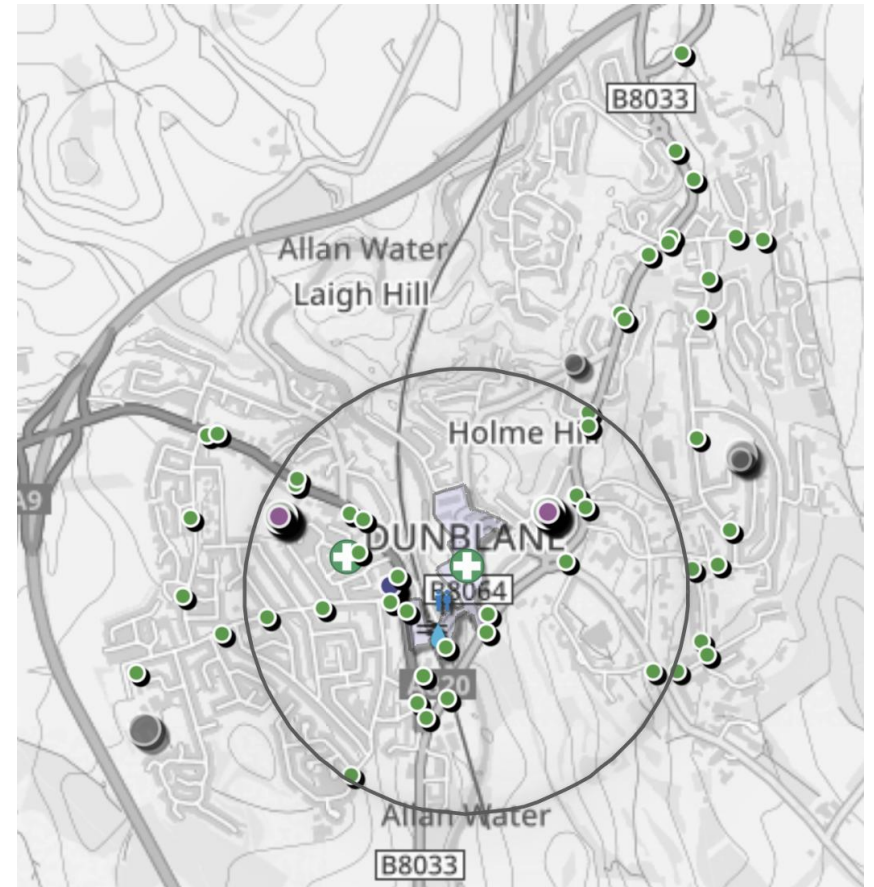 B8033
Allan Water
Laigh Hill
Holme Hill
A9
DUNBLANE
B8064
Allan Water
B8033